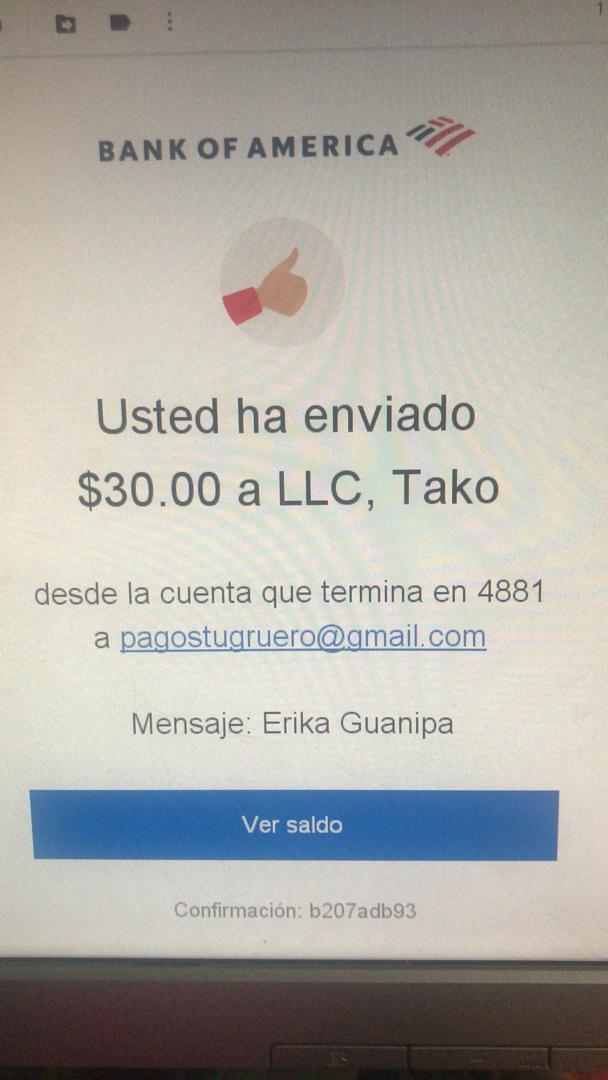 BANK OF AMERICA
Usted ha enviado
$30.00 a LLC, Tako
desde la cuenta que termina en 4881
a pagostugruero@gmail.com
Mensaje: Erika Guanipa
Ver saldo
Confirmación: b207adb93